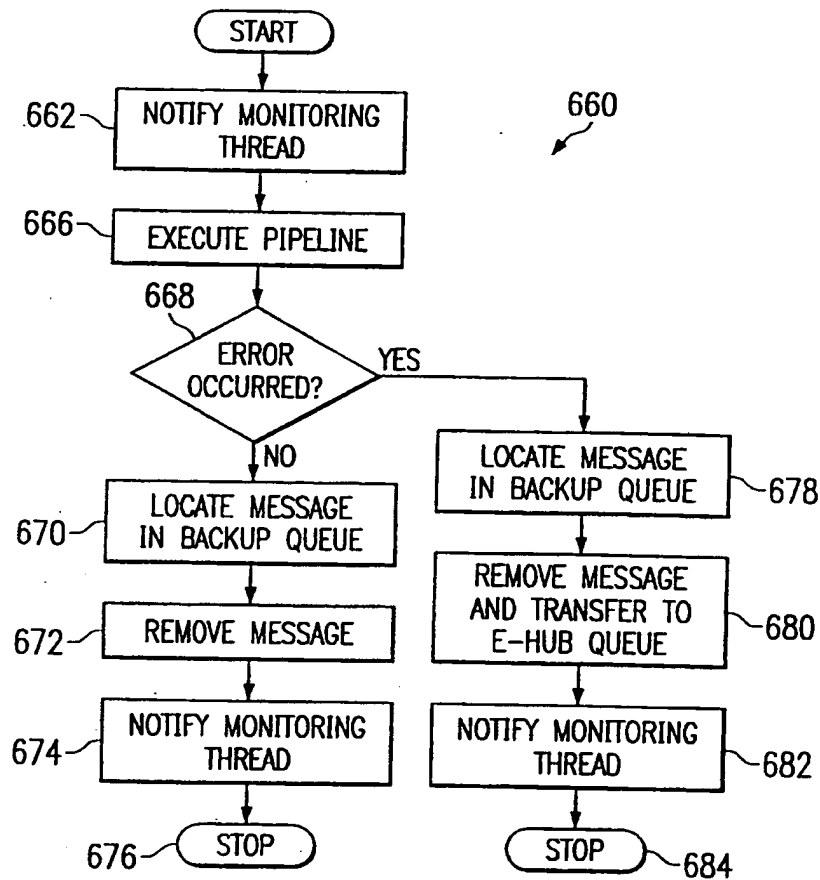 START
660
662
NOTIFY MONITORING
THREAD
666
EXECUTE PIPELINE
668
ERROR
OCCURRED?
YES
NO
670
LOCATE MESSAGE
IN BACKUP QUEUE
672
REMOVE MESSAGE
674
NOTIFY MONITORING
THREAD
676
STOP
LOCATE MESSAGE
IN BACKUP QUEUE
678
REMOVE MESSAGE
AND TRANSFER TO
E-HUB QUEUE
680
NOTIFY MONITORING
THREAD
682
STOP
684